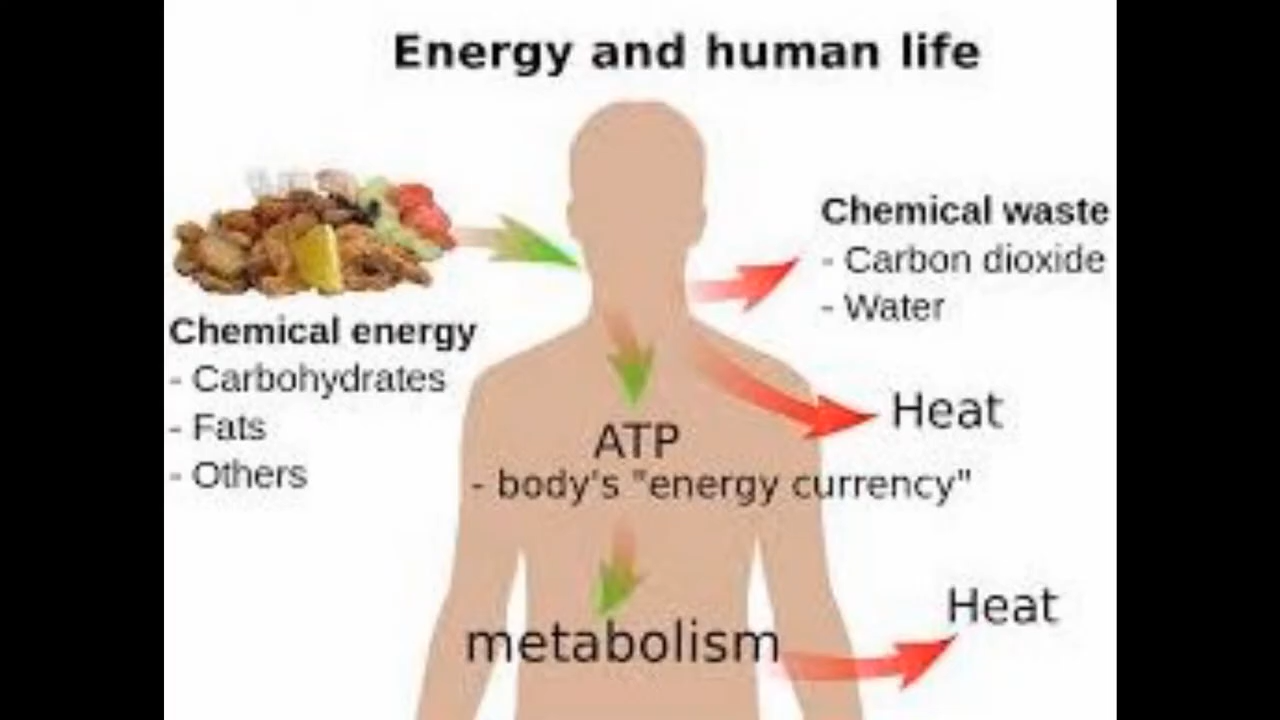 Energy and human life
Chemical energy
- Carbohydrates
- Fats
- Others
Chemical waste
- Carbon dioxide
- Water
Heat
ATP
- body's "energy currency"
metabolism
Heat